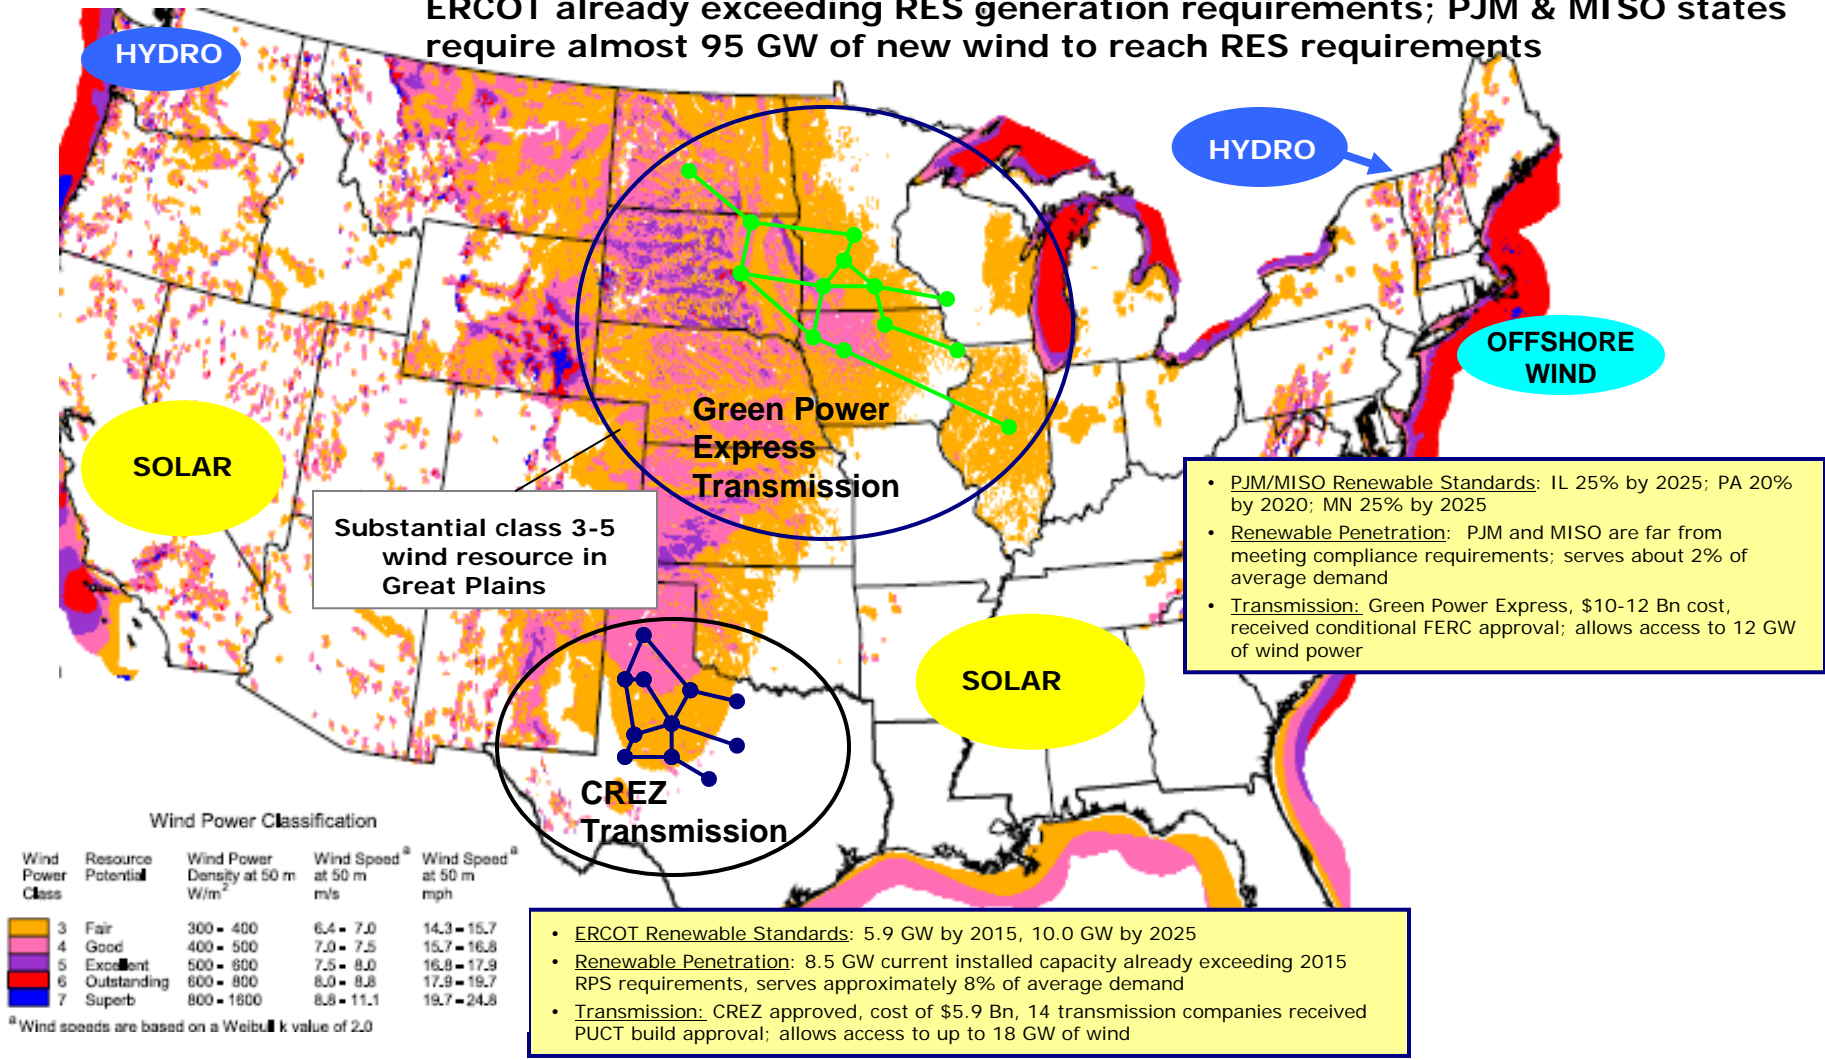 ERCOT already exceeding RES generation requirements; PJM & MISO states
require almost 95 GW of new wind to reach RES requirements
HYDRO
HYDRO
OFFSHORE
WIND
SOLAR
Green Power
Express
Transmission
Substantial class 3-5
wind resource in
Great Plains
• PJM/MISO Renewable Standards: IL 25% by 2025; PA 20%
by 2020; MN 25% by 2025
• Renewable Penetration: PJM and MISO are far from
meeting compliance requirements; serves about 2% of
average demand
• Transmission: Green Power Express, $10-12 Bn cost,
received conditional FERC approval; allows access to 12 GW
of wind power
SOLAR
CREZ
Transmission
Wind Power Classification
Wind Power Class | Resource Potential | Wind Power Density at 50 m W/m² | Wind Speed a at 50 m m/s | Wind Speed a at 50 m mph
3 Fair 300 - 400 6.4 - 7.0 14.3 - 15.7
4 Good 400 - 500 7.0 - 7.5 15.7 - 16.8
5 Excellent 500 - 600 7.5 - 8.0 16.8 - 17.9
6 Outstanding 600 - 800 8.0 - 8.8 17.9 - 19.7
7 Superb 800 - 1600 8.8 - 11.1 19.7 - 24.8
a Wind speeds are based on a Weibull k value of 2.0
• ERCOT Renewable Standards: 5.9 GW by 2015, 10.0 GW by 2025
• Renewable Penetration: 8.5 GW current installed capacity already exceeding 2015
RPS requirements, serves approximately 8% of average demand
• Transmission: CREZ approved, cost of $5.9 Bn, 14 transmission companies received
PUCT build approval; allows access to up to 18 GW of wind